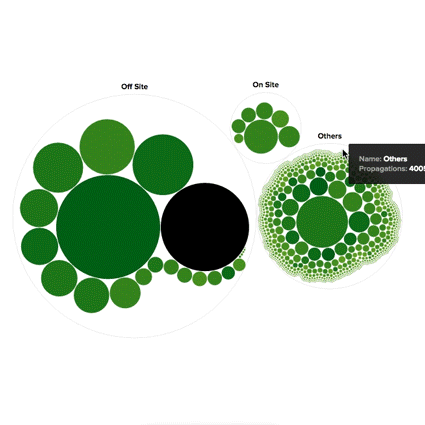 Off Site
On Site
Others
Name: Others
Propagations: 400